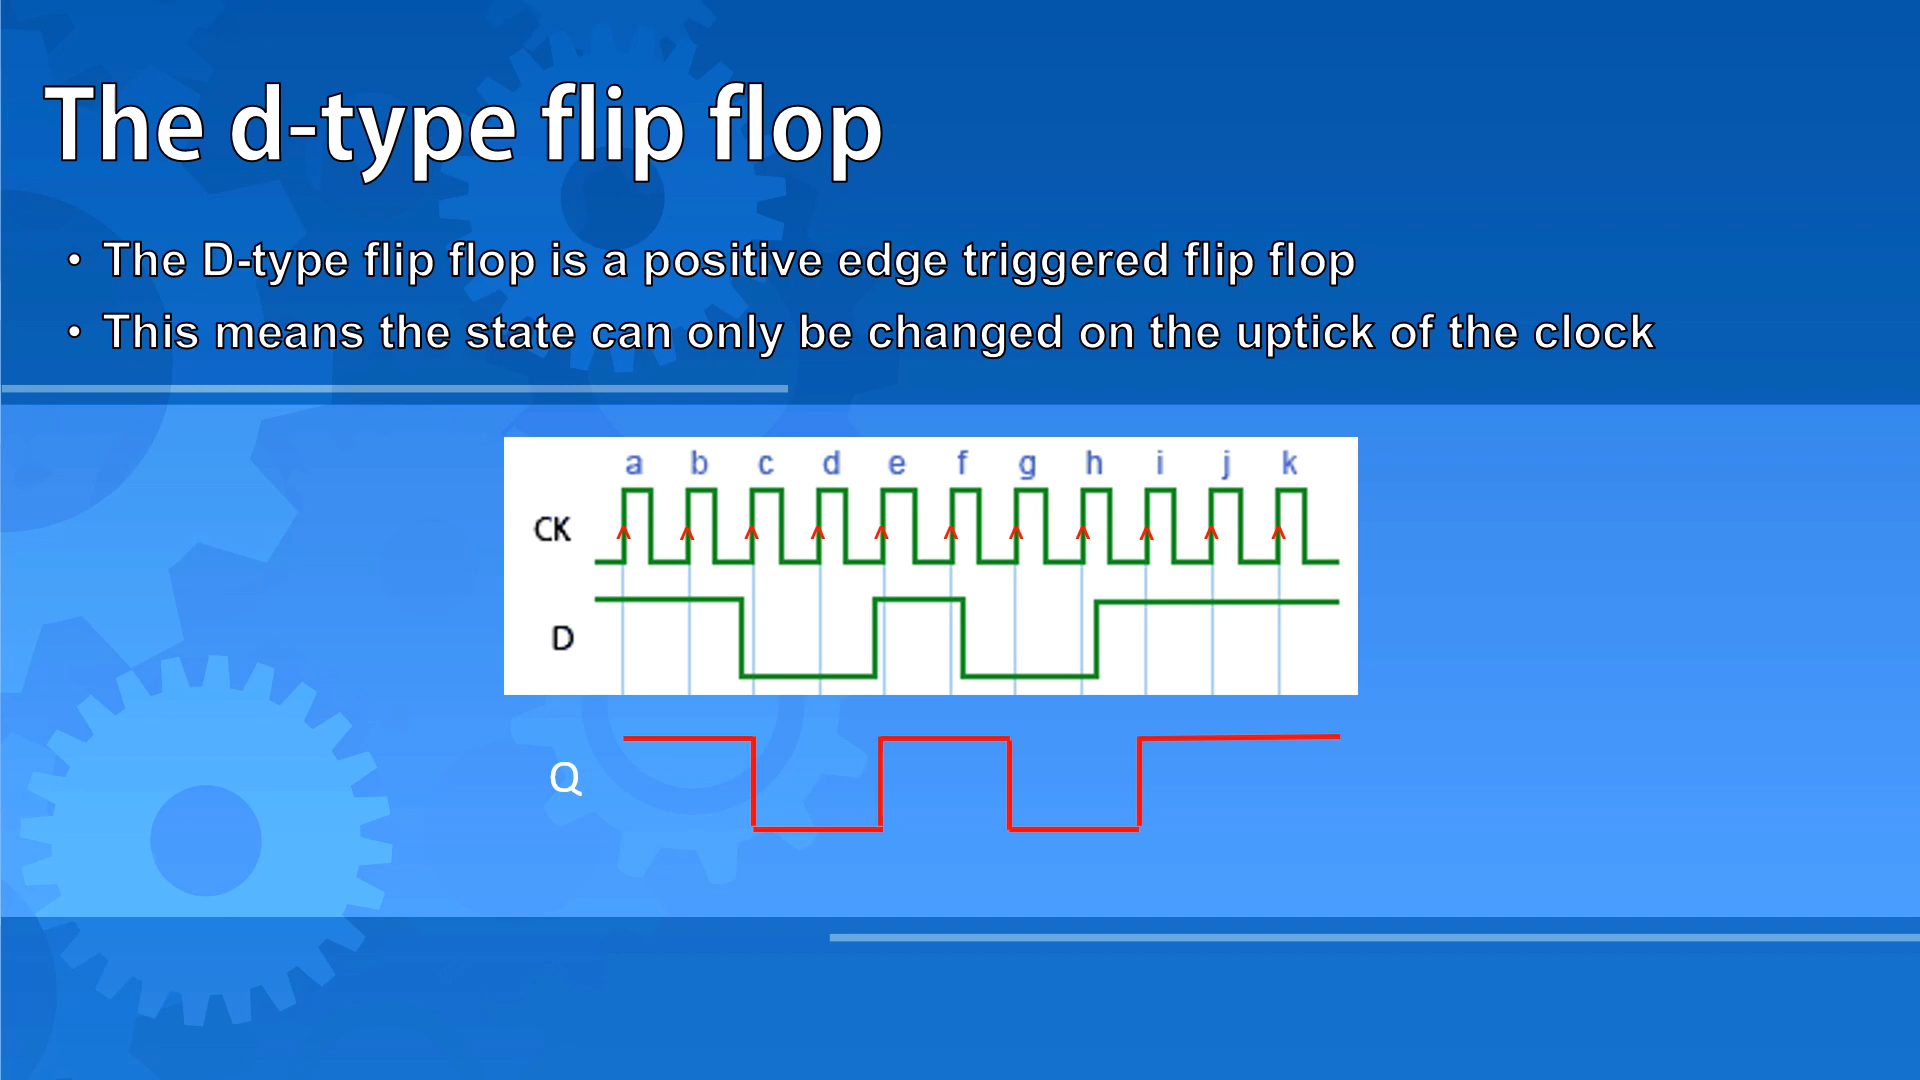 The d-type flip flop
• The D-type flip flop is a positive edge triggered flip flop
• This means the state can only be changed on the uptick of the clock
a b c d e f g h i j k
CK
D
Q